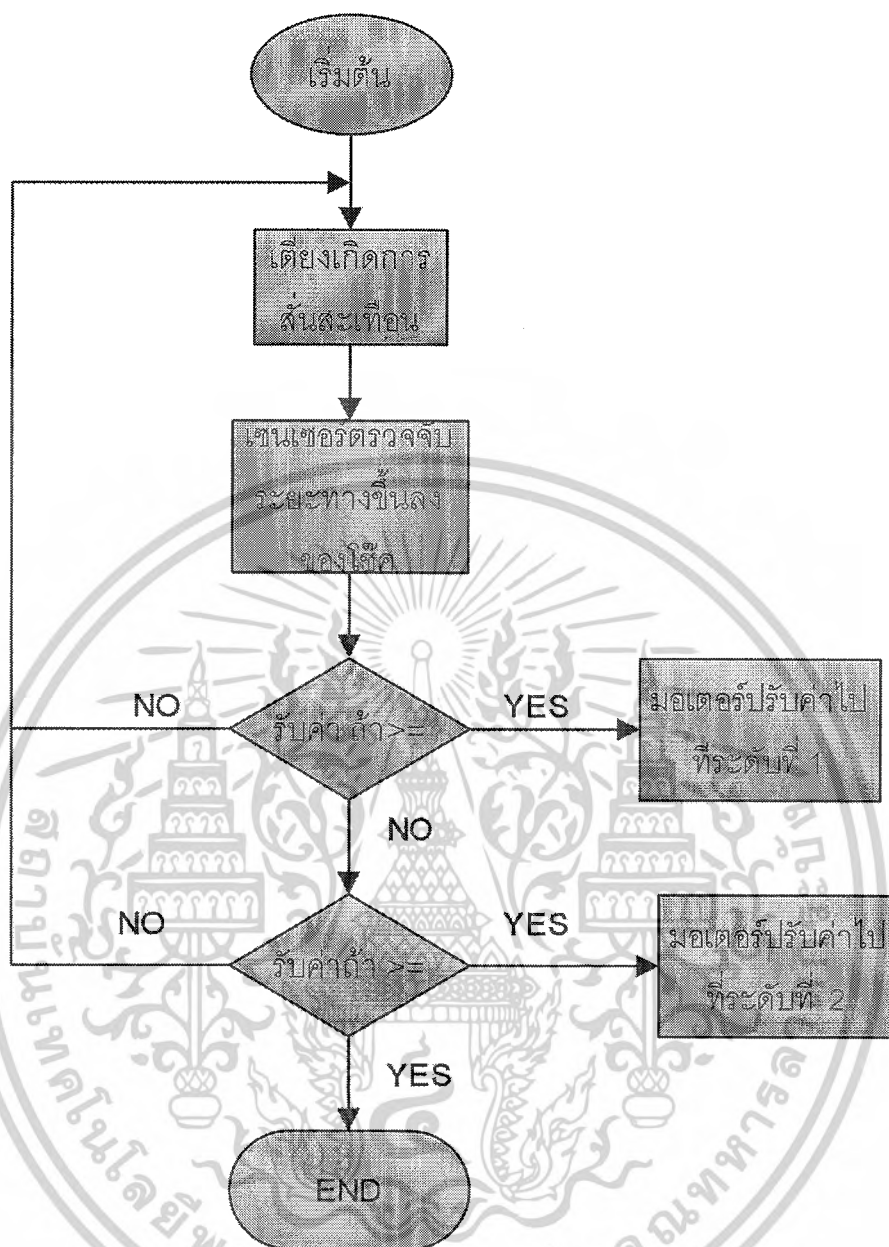 เริ่มต้น
เตียงเกิดการ
สั่นสะเทือน
เซนเซอร์ตรวจจับ
ระยะทางขึ้นลง
ของโช๊ค
NO
รับค่า ถ้า>=
YES
มอเตอร์ปรับค่าไป
ที่ระดับที่ 1
NO
NO
รับค่าถ้า >=
YES
มอเตอร์ปรับค่าไป
ที่ระดับที่ 2
YES
END